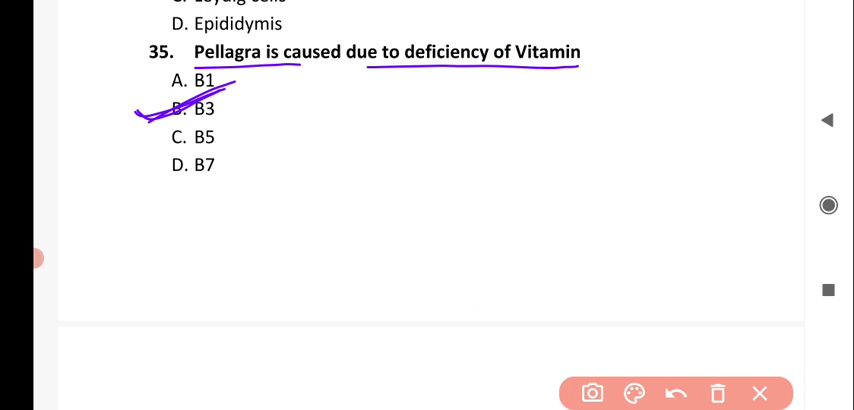 D. Epididymis
35. Pellagra is caused due to deficiency of Vitamin
A. B1
B. B3
C. B5
D. B7